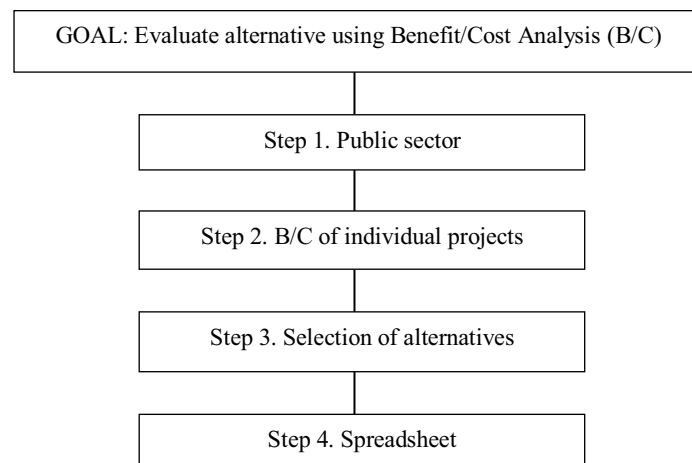 GOAL: Evaluate alternative using Benefit/Cost Analysis (B/C)
Step 1. Public sector
Step 2. B/C of individual projects
Step 3. Selection of alternatives
Step 4. Spreadsheet